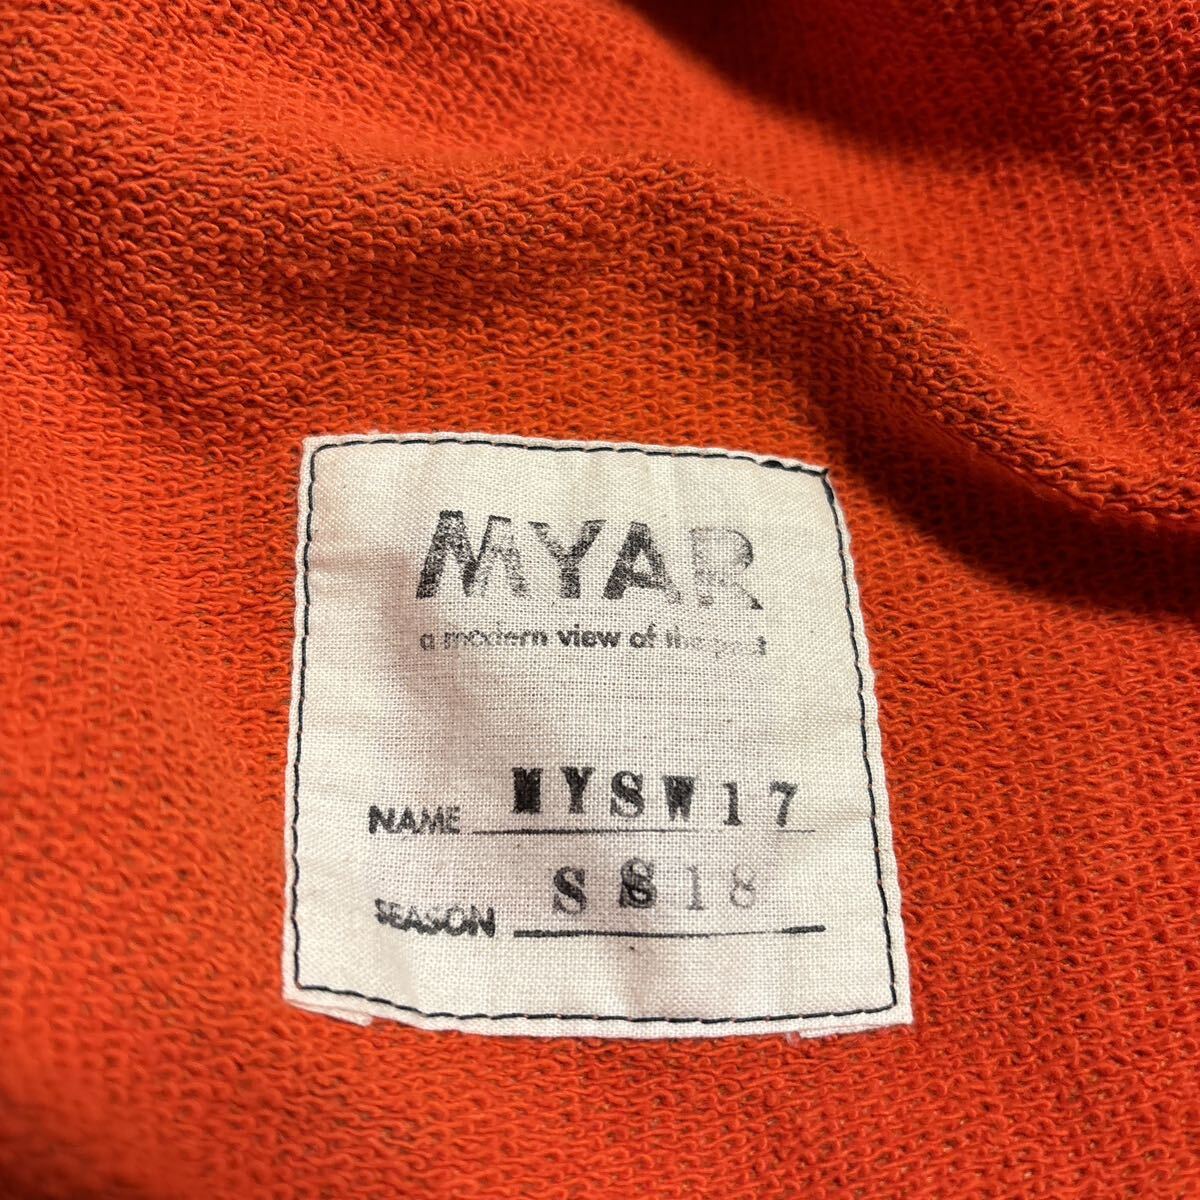 MYAR
a modern view of the past
NAME MYSW17
SEASON SS18